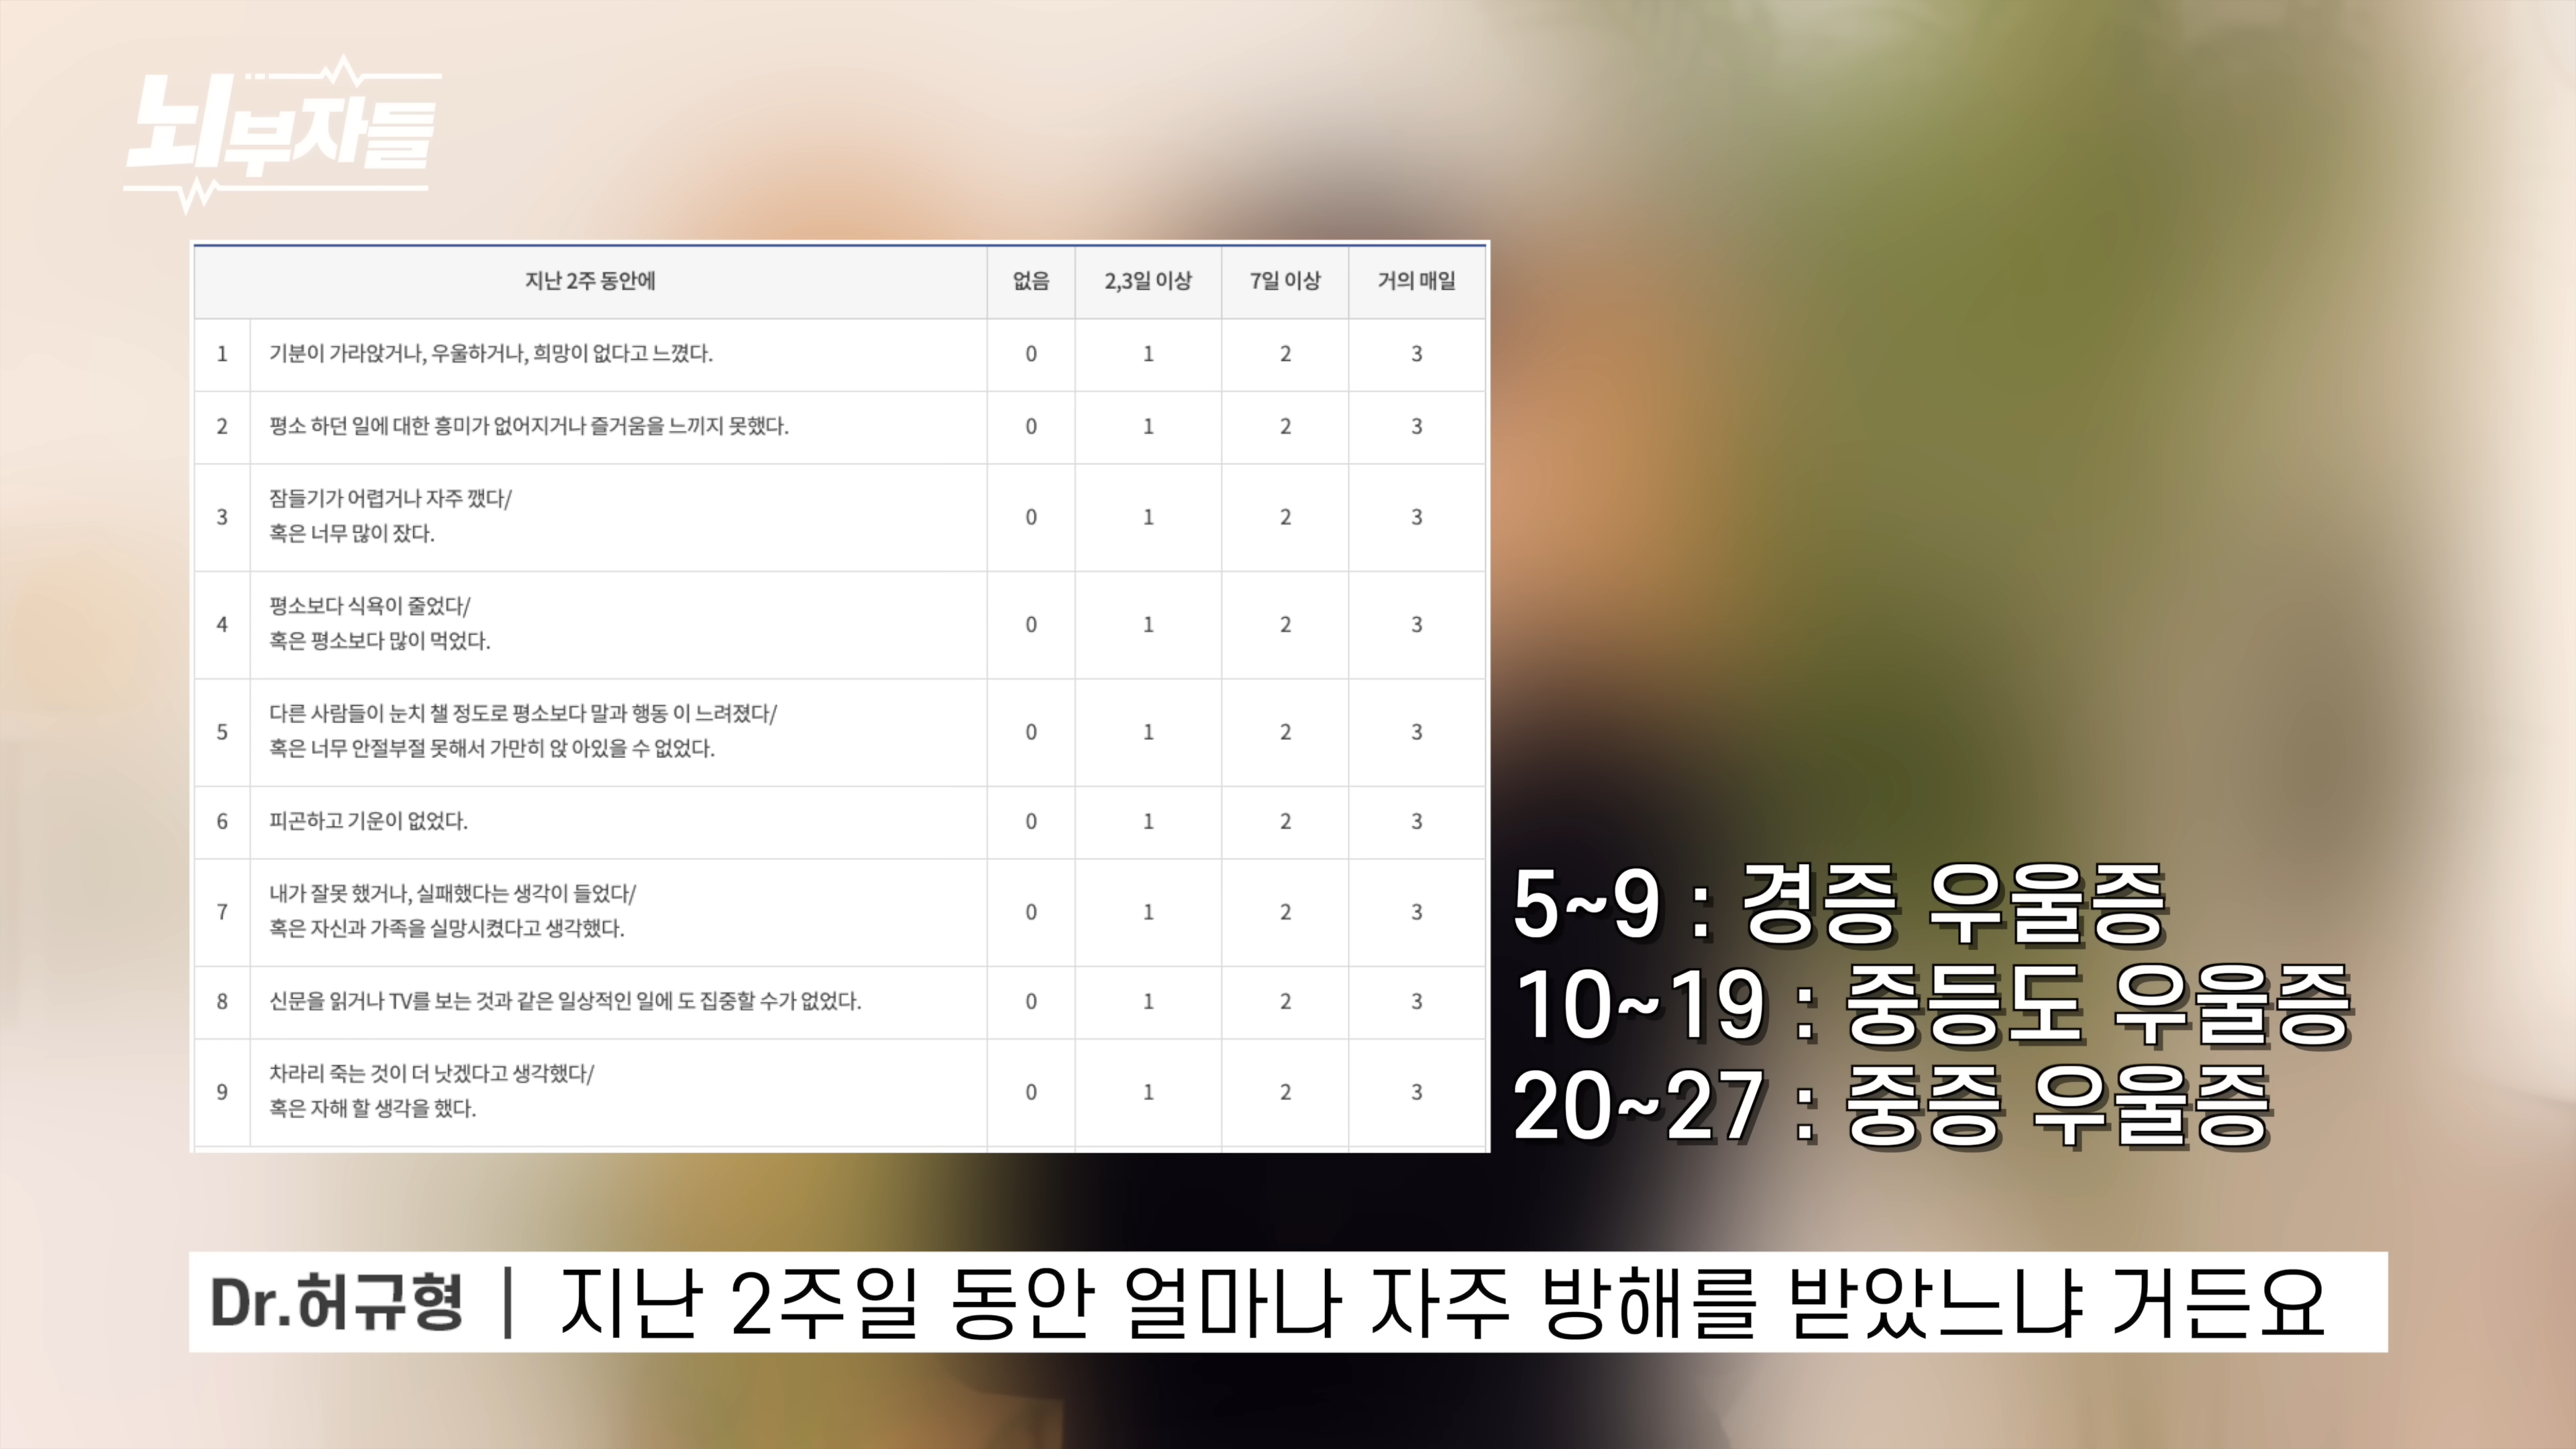 뇌부자들
지난 2주 동안에 없음 2,3일 이상 7일 이상 거의 매일
1 기분이 가라앉거나, 우울하거나, 희망이 없다고 느꼈다. 0 1 2 3
2 평소 하던 일에 대한 흥미가 없어지거나 즐거움을 느끼지 못했다. 0 1 2 3
3 잠들기가 어렵거나 자주 깼다/
혹은 너무 많이 잤다. 0 1 2 3
4 평소보다 식욕이 줄었다/
혹은 평소보다 많이 먹었다. 0 1 2 3
5 다른 사람들이 눈치 챌 정도로 평소보다 말과 행동 이 느려졌다/
혹은 너무 안절부절 못해서 가만히 앉 아있을 수 없었다. 0 1 2 3
6 피곤하고 기운이 없었다. 0 1 2 3
7 내가 잘못 했거나, 실패했다는 생각이 들었다/
혹은 자신과 가족을 실망시켰다고 생각했다. 0 1 2 3
8 신문을 읽거나 TV를 보는 것과 같은 일상적인 일에 도 집중할 수가 없었다. 0 1 2 3
9 차라리 죽는 것이 더 낫겠다고 생각했다/
혹은 자해 할 생각을 했다. 0 1 2 3
5~9 : 경증 우울증
10~19 : 중등도 우울증
20~27 : 중증 우울증
Dr.허규형 | 지난 2주일 동안 얼마나 자주 방해를 받았느냐 거든요